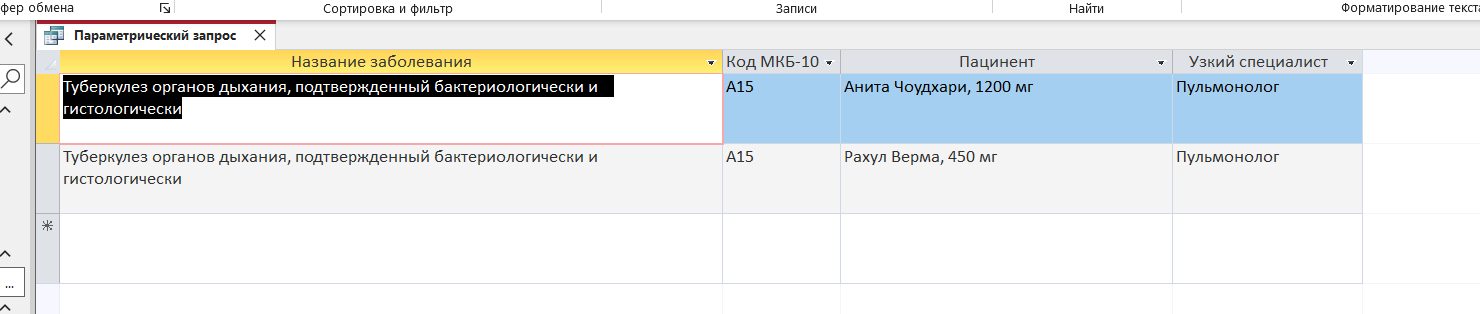 фер обмена
Сортировка и фильтр
Записи
Найти
Форматирование текста
Параметрический запрос
Название заболевания
Код МКБ-10
Пацинент
Узкий специалист
Туберкулез органов дыхания, подтвержденный бактериологически и
гистологически
A15
Анита Чоудхари, 1200 мг
Пульмонолог
Туберкулез органов дыхания, подтвержденный бактериологически и
гистологически
A15
Рахул Верма, 450 мг
Пульмонолог
...